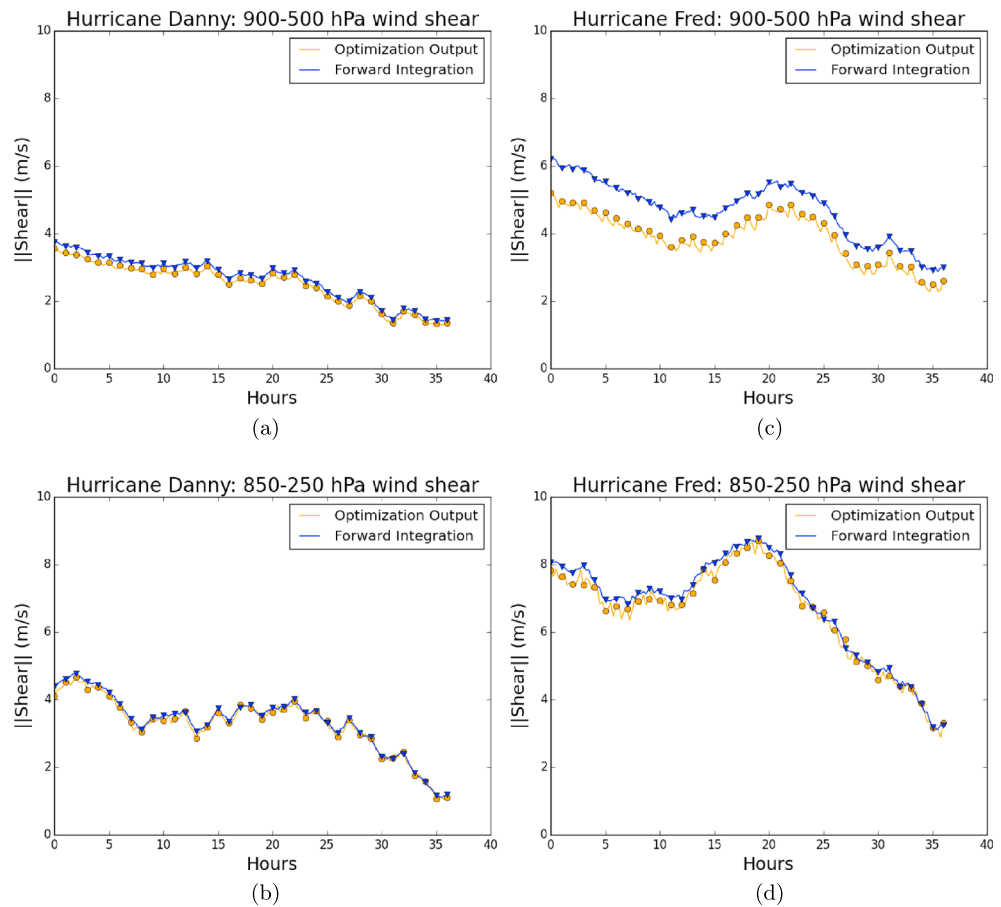 Hurricane Danny: 900-500 hPa wind shear
10
8
6
4
2
0
||Shear|| (m/s)
Optimization Output
Forward Integration
0 5 10 15 20 25 30 35 40
Hours
(a)
Hurricane Fred: 900-500 hPa wind shear
10
8
6
4
2
0
||Shear|| (m/s)
Optimization Output
Forward Integration
0 5 10 15 20 25 30 35 40
Hours
(c)
Hurricane Danny: 850-250 hPa wind shear
10
8
6
4
2
0
||Shear|| (m/s)
Optimization Output
Forward Integration
0 5 10 15 20 25 30 35 40
Hours
(b)
Hurricane Fred: 850-250 hPa wind shear
10
8
6
4
2
0
||Shear|| (m/s)
Optimization Output
Forward Integration
0 5 10 15 20 25 30 35 40
Hours
(d)